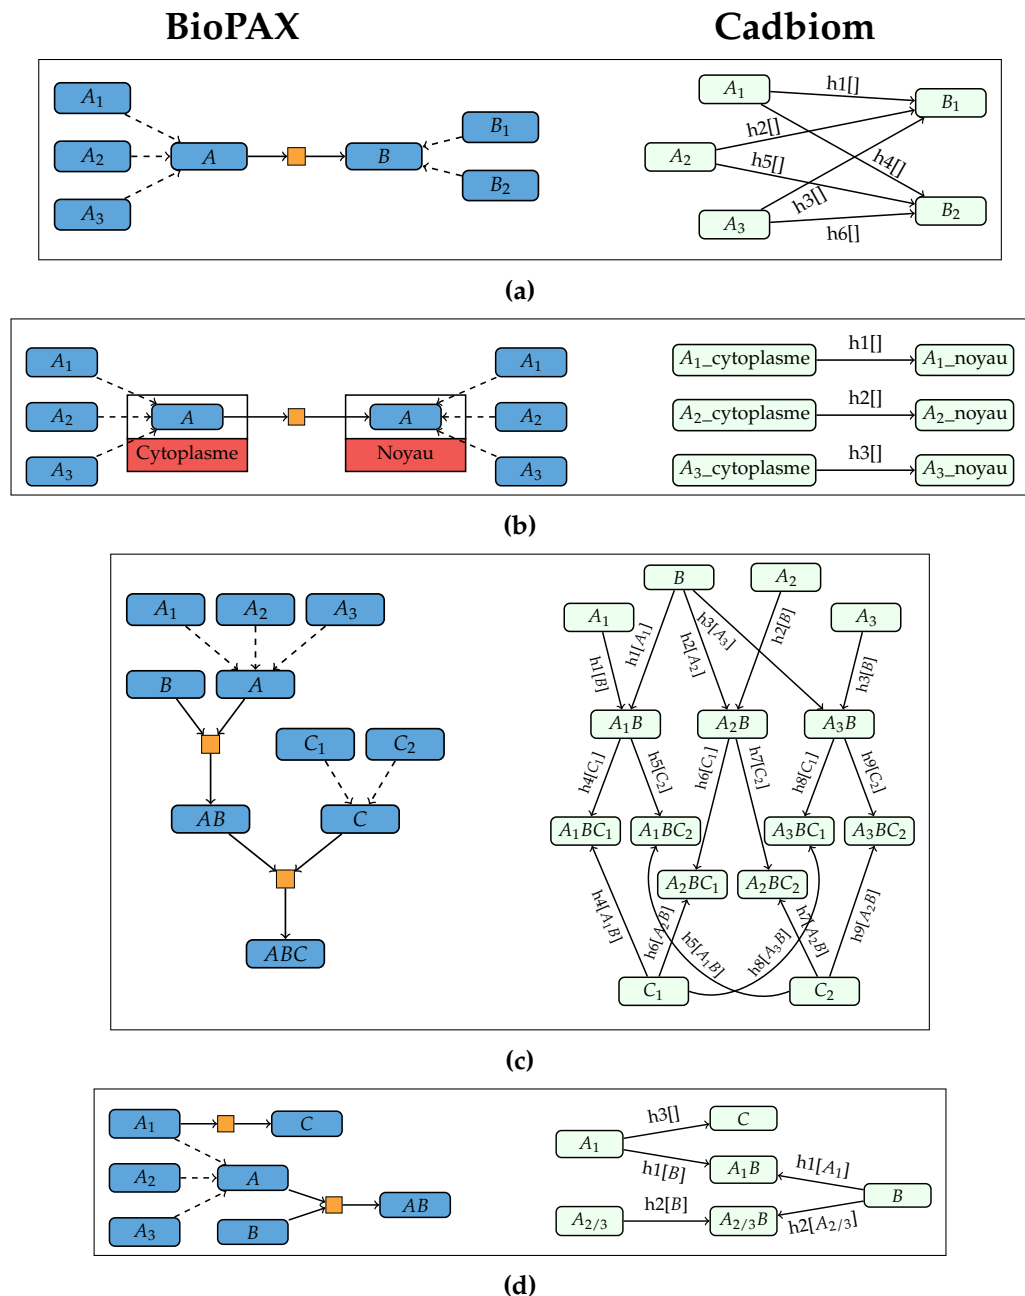 BioPAX Cadbiom
A₁ A₂ A₃ A B B₁ B₂
A₁ A₂ A₃ B₁ B₂ h1[] h2[] h4[] h5[] h3[] h6[]
(a)
A₁ A₂ A₃ A Cytoplasme A Noyau A₁ A₂ A₃
A₁_cytoplasme h1[] A₁_noyau
A₂_cytoplasme h2[] A₂_noyau
A₃_cytoplasme h3[] A₃_noyau
(b)
A₁ A₂ A₃
B A
C₁ C₂
AB C
ABC
B A₂
A₁ A₃
h1[B] h1[A₁] h2[A₂] h3[A₃] h2[B] h3[B]
A₁B A₂B A₃B
h4[C₁] h5[C₂] h6[C₁] h7[C₂] h8[C₁] h9[C₂]
A₁BC₁ A₁BC₂ A₃BC₁ A₃BC₂
A₂BC₁ A₂BC₂
h4[A₁B] h6[A₂B] h5[A₁B] h8[A₃B] h7[A₂B] h9[A₂B]
C₁ C₂
(c)
A₁ C
A₂ A
A₃ B AB
h3[] C
A₁ h1[B] A₁B h1[A₁]
B
A₂/₃ h2[B] A₂/₃B h2[A₂/₃]
(d)